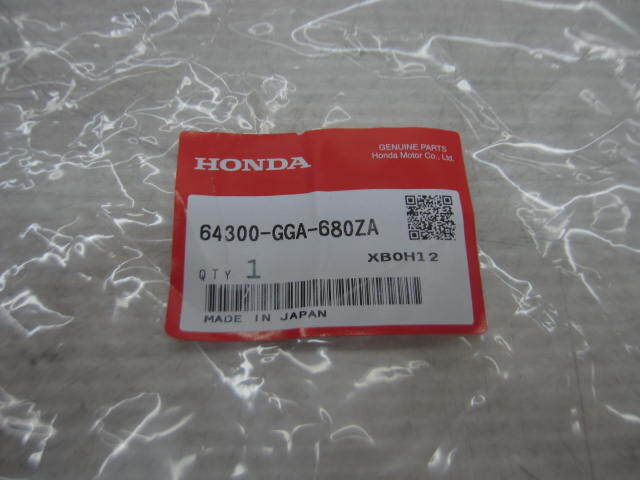 GENUINE PARTS
HONDA
Honda Motor Co., Ltd.
64300-GGA-680ZA
XB0H12
QTY 1
MADE IN JAPAN